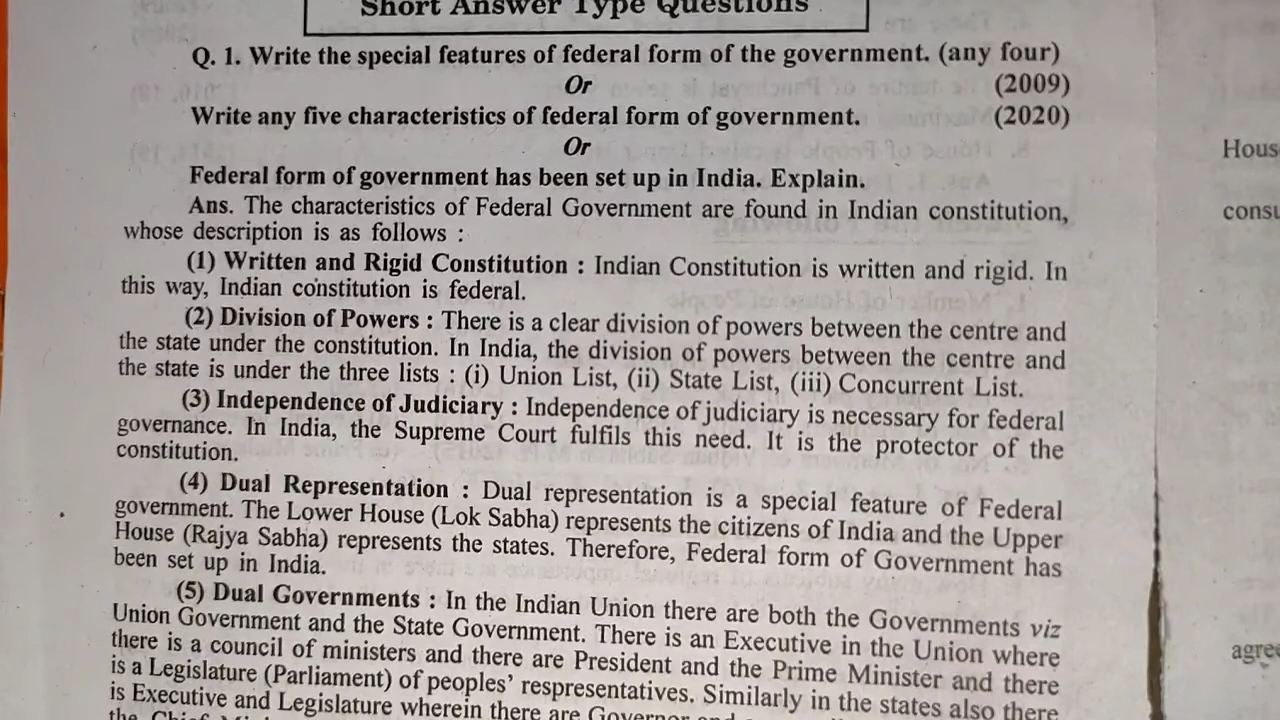 Short Answer Type Questions
Q. 1. Write the special features of federal form of the government. (any four)
Or (2009)
Write any five characteristics of federal form of government. (2020)
Or
Federal form of government has been set up in India. Explain.
Ans. The characteristics of Federal Government are found in Indian constitution,
whose description is as follows :
(1) Written and Rigid Constitution : Indian Constitution is written and rigid. In
this way, Indian constitution is federal.
(2) Division of Powers : There is a clear division of powers between the centre and
the state under the constitution. In India, the division of powers between the centre and
the state is under the three lists : (i) Union List, (ii) State List, (iii) Concurrent List.
(3) Independence of Judiciary : Independence of judiciary is necessary for federal
governance. In India, the Supreme Court fulfils this need. It is the protector of the
constitution.
(4) Dual Representation : Dual representation is a special feature of Federal
government. The Lower House (Lok Sabha) represents the citizens of India and the Upper
House (Rajya Sabha) represents the states. Therefore, Federal form of Government has
been set up in India.
(5) Dual Governments : In the Indian Union there are both the Governments viz
Union Government and the State Government. There is an Executive in the Union where
there is a council of ministers and there are President and the Prime Minister and there
is a Legislature (Parliament) of peoples' respresentatives. Similarly in the states also there
is Executive and Legislature wherein there are Governor and
the Chief
Hous
consu
agree